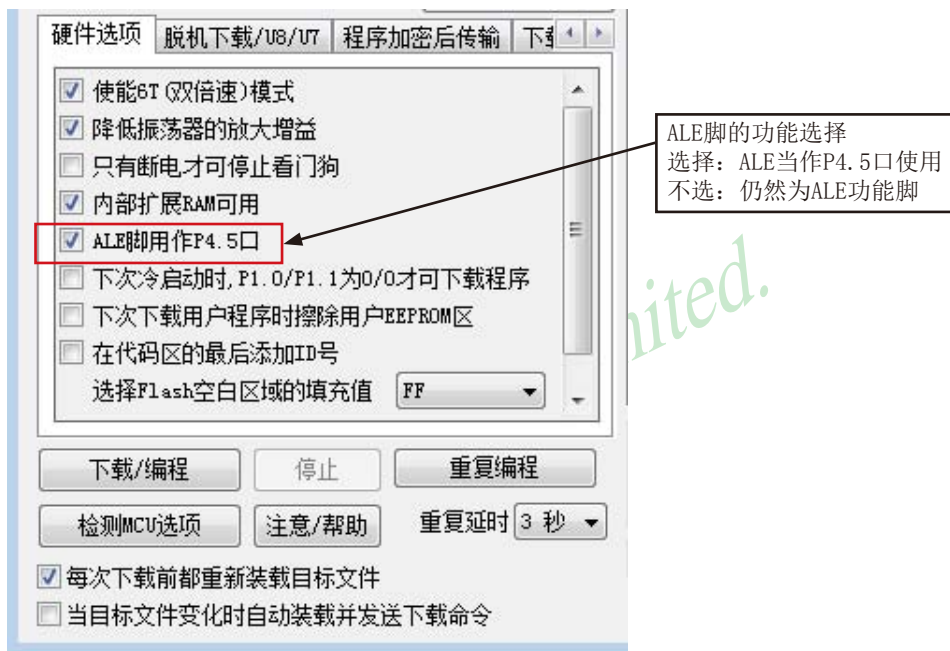 硬件选项 脱机下载/U8/U7 程序加密后传输
使能6T(双倍速)模式
降低振荡器的放大增益
只有断电才可停止看门狗
内部扩展RAM可用
ALE脚用作P4.5口
下次冷启动时,P1.0/P1.1为0/0才可下载程序
下次下载用户程序时擦除用户EEPROM区
在代码区的最后添加ID号
选择Flash空白区域的填充值 FF
下载/编程 停止 重复编程
检测MCU选项 注意/帮助 重复延时 3 秒
每次下载前都重新装载目标文件
当目标文件变化时自动装载并发送下载命令
ALE脚的功能选择
选择: ALE当作P4.5口使用
不选: 仍然为ALE功能脚